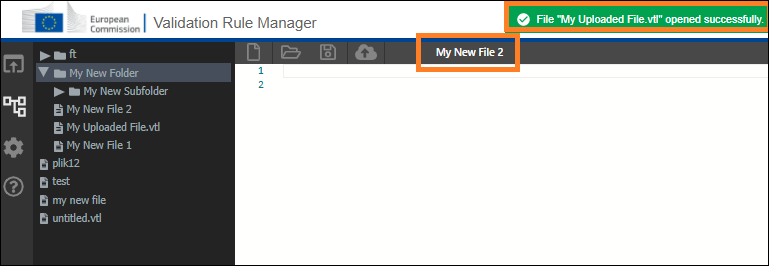 European
Commission
Validation Rule Manager
File "My Uploaded File.vtl" opened successfully.
ft
My New Folder
My New Subfolder
My New File 2
My Uploaded File.vtl
My New File 1
plik12
test
my new file
untitled.vtl
My New File 2
1
2